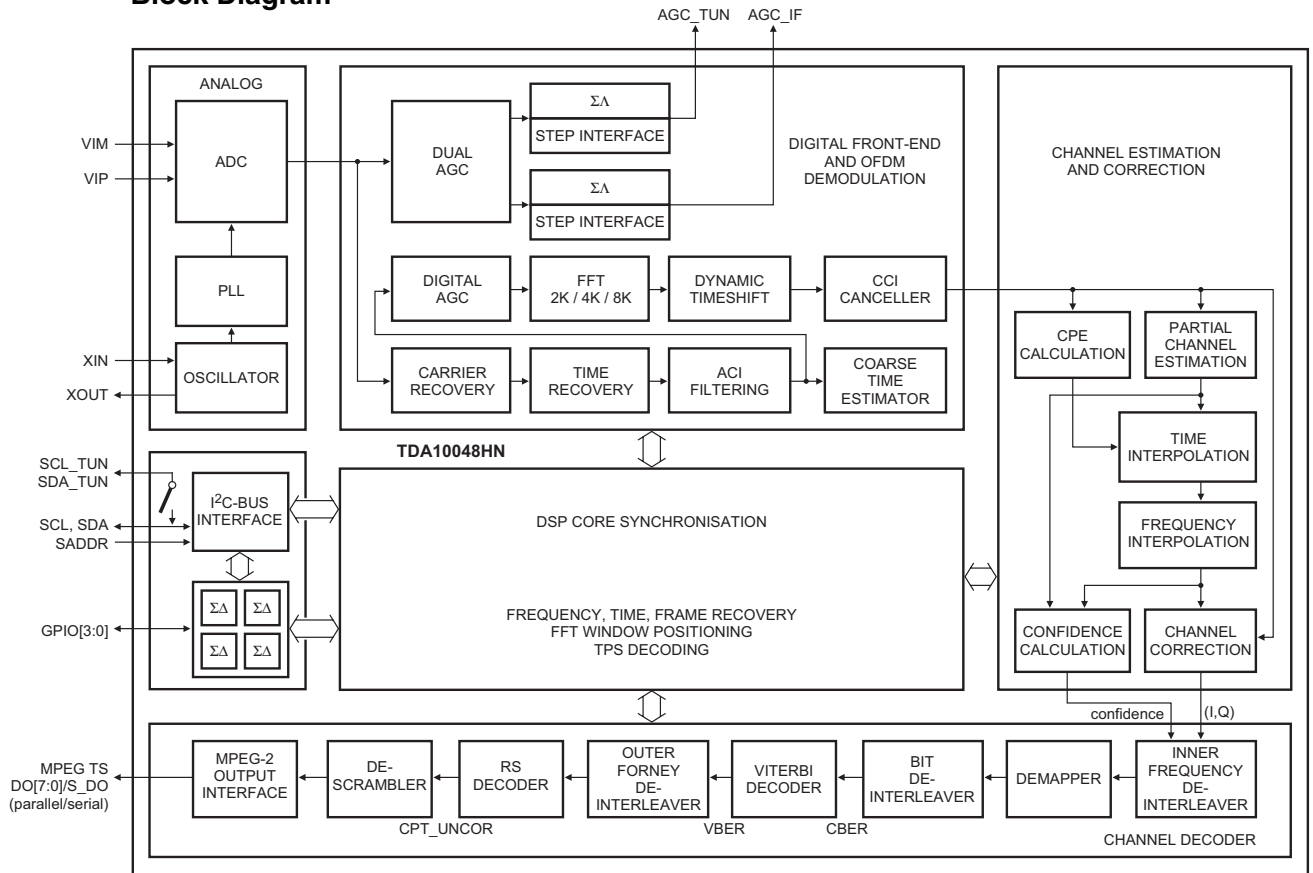 Block Diagram
AGC_TUN
AGC_IF
ANALOG
VIM
VIP
ADC
PLL
XIN
XOUT
OSCILLATOR
DUAL
AGC
ΣΛ
STEP INTERFACE
ΣΛ
STEP INTERFACE
DIGITAL FRONT-END
AND OFDM
DEMODULATION
DIGITAL
AGC
FFT
2K / 4K / 8K
DYNAMIC
TIMESHIFT
CCI
CANCELLER
CARRIER
RECOVERY
TIME
RECOVERY
ACI
FILTERING
COARSE
TIME
ESTIMATOR
CHANNEL ESTIMATION
AND CORRECTION
CPE
CALCULATION
PARTIAL
CHANNEL
ESTIMATION
TIME
INTERPOLATION
FREQUENCY
INTERPOLATION
CONFIDENCE
CALCULATION
CHANNEL
CORRECTION
TDA10048HN
SCL_TUN
SDA_TUN
SCL, SDA
SADDR
I2C-BUS
INTERFACE
GPIO[3:0]
ΣΔ ΣΔ
ΣΔ ΣΔ
DSP CORE SYNCHRONISATION
FREQUENCY, TIME, FRAME RECOVERY
FFT WINDOW POSITIONING
TPS DECODING
confidence
(I,Q)
MPEG TS
DO[7:0]/S_DO
(parallel/serial)
MPEG-2
OUTPUT
INTERFACE
DE-
SCRAMBLER
RS
DECODER
OUTER
FORNEY
DE-
INTERLEAVER
VITERBI
DECODER
BIT
DE-
INTERLEAVER
DEMAPPER
INNER
FREQUENCY
DE-
INTERLEAVER
CPT_UNCOR
VBER
CBER
CHANNEL DECODER